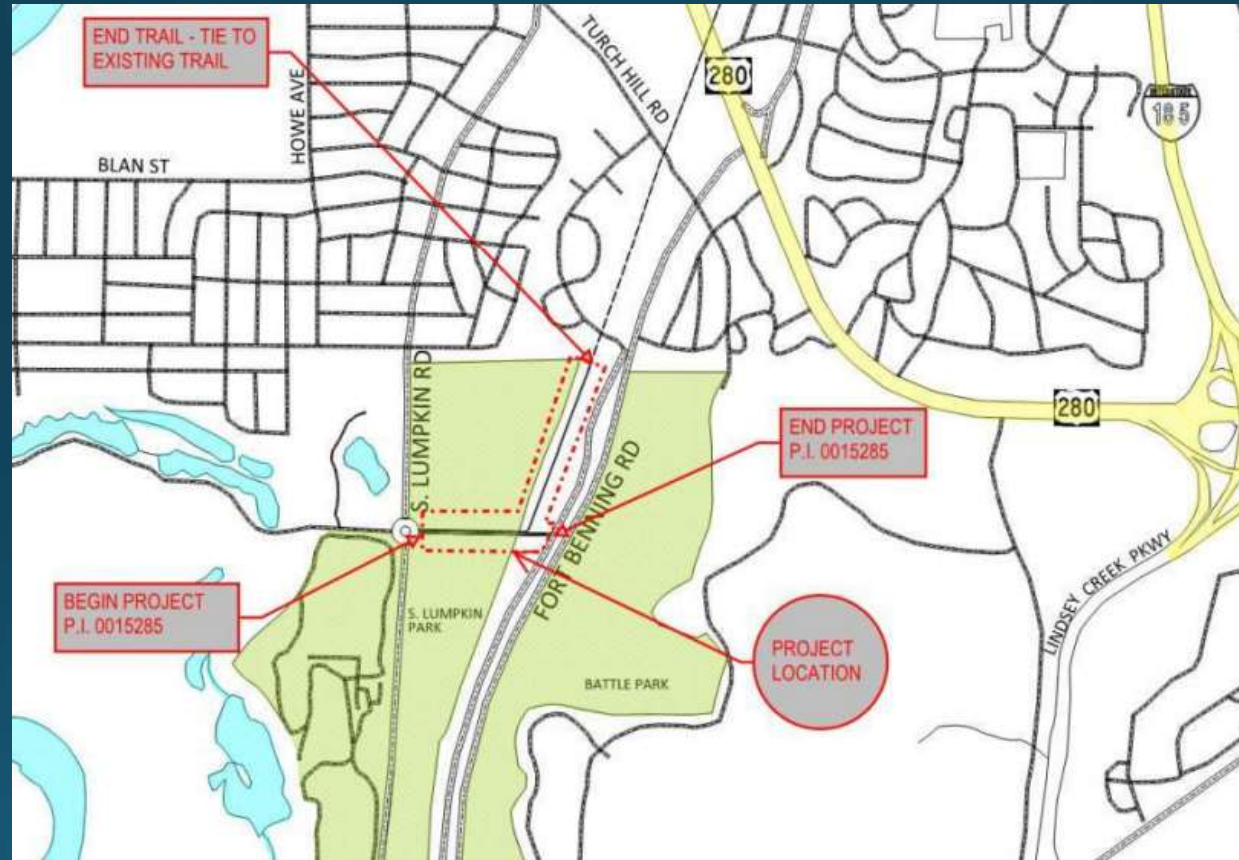 END TRAIL - TIE TO
EXISTING TRAIL
HOWE AVE
TURCH HILL RD
280
185
BLAN ST
S. LUMPKIN RD
280
END PROJECT
P.I. 0015285
FORT BENNING RD
BEGIN PROJECT
P.I. 0015285
S. LUMPKIN
PARK
PROJECT
LOCATION
BATTLE PARK
LINDSEY CREEK PKWY